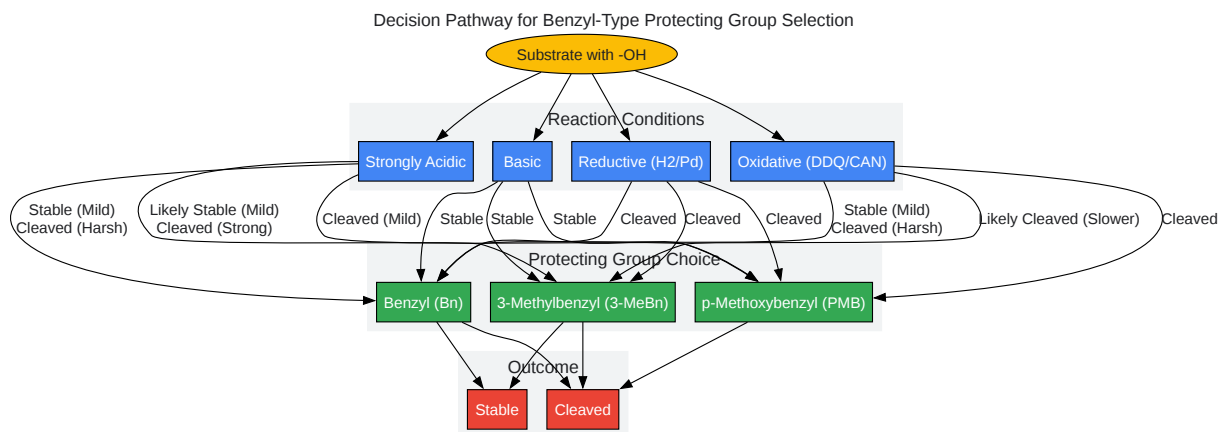 Decision Pathway for Benzyl-Type Protecting Group Selection
Substrate with -OH
Reaction Conditions
Strongly Acidic
Basic
Reductive (H2/Pd)
Oxidative (DDQ/CAN)
Stable (Mild)
Cleaved (Harsh)
Likely Stable (Mild)
Cleaved (Strong)
Cleaved (Mild)
Stable
Stable
Stable
Cleaved
Cleaved
Cleaved
Stable (Mild)
Cleaved (Harsh)
Likely Cleaved (Slower)
Cleaved
Protecting Group Choice
Benzyl (Bn)
3-Methylbenzyl (3-MeBn)
p-Methoxybenzyl (PMB)
Outcome
Stable
Cleaved